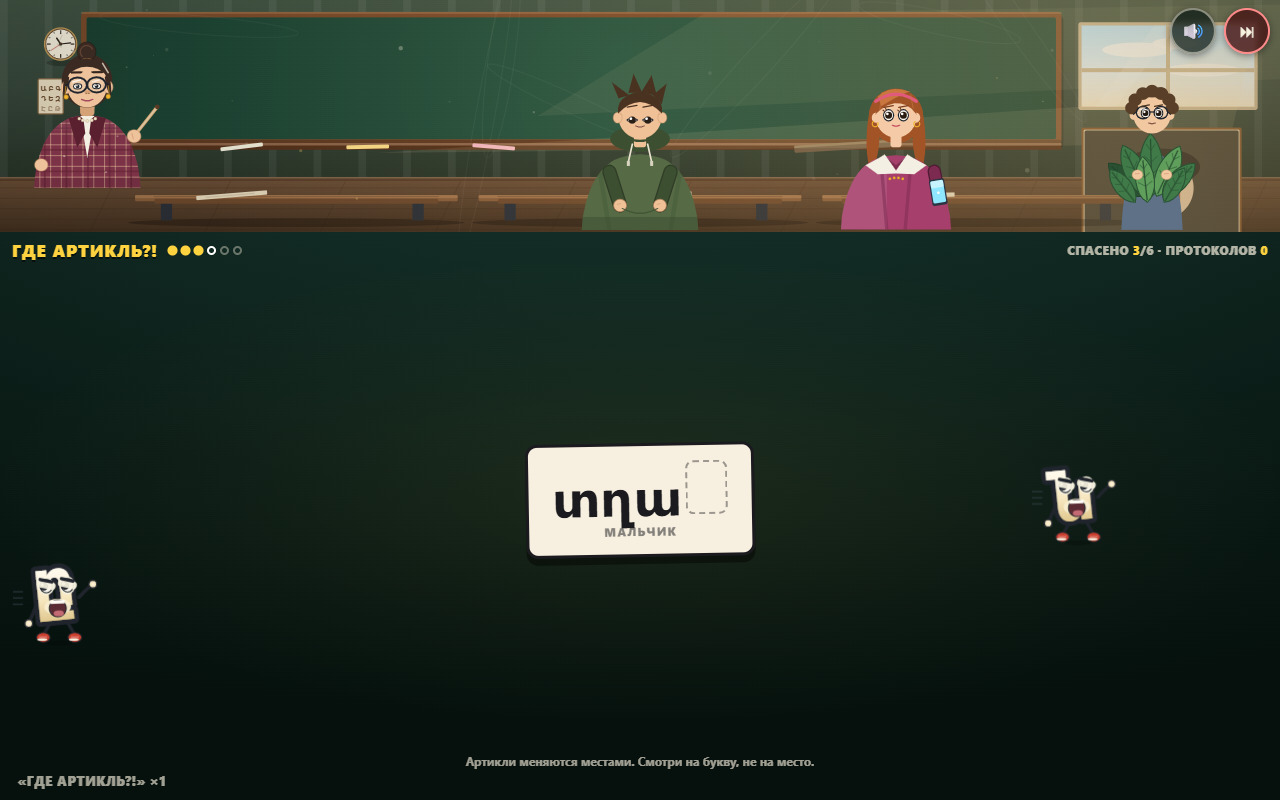 Ա Բ Գ
Դ Ե Զ
Է Ը Թ
ГДЕ АРТИКЛЬ?!
СПАСЕНО 3/6 · ПРОТОКОЛОВ 0
տղա
МАЛЬЧИК
ն
Артикли меняются местами. Смотри на букву, не на место.
«ГДЕ АРТИКЛЬ?!» ×1